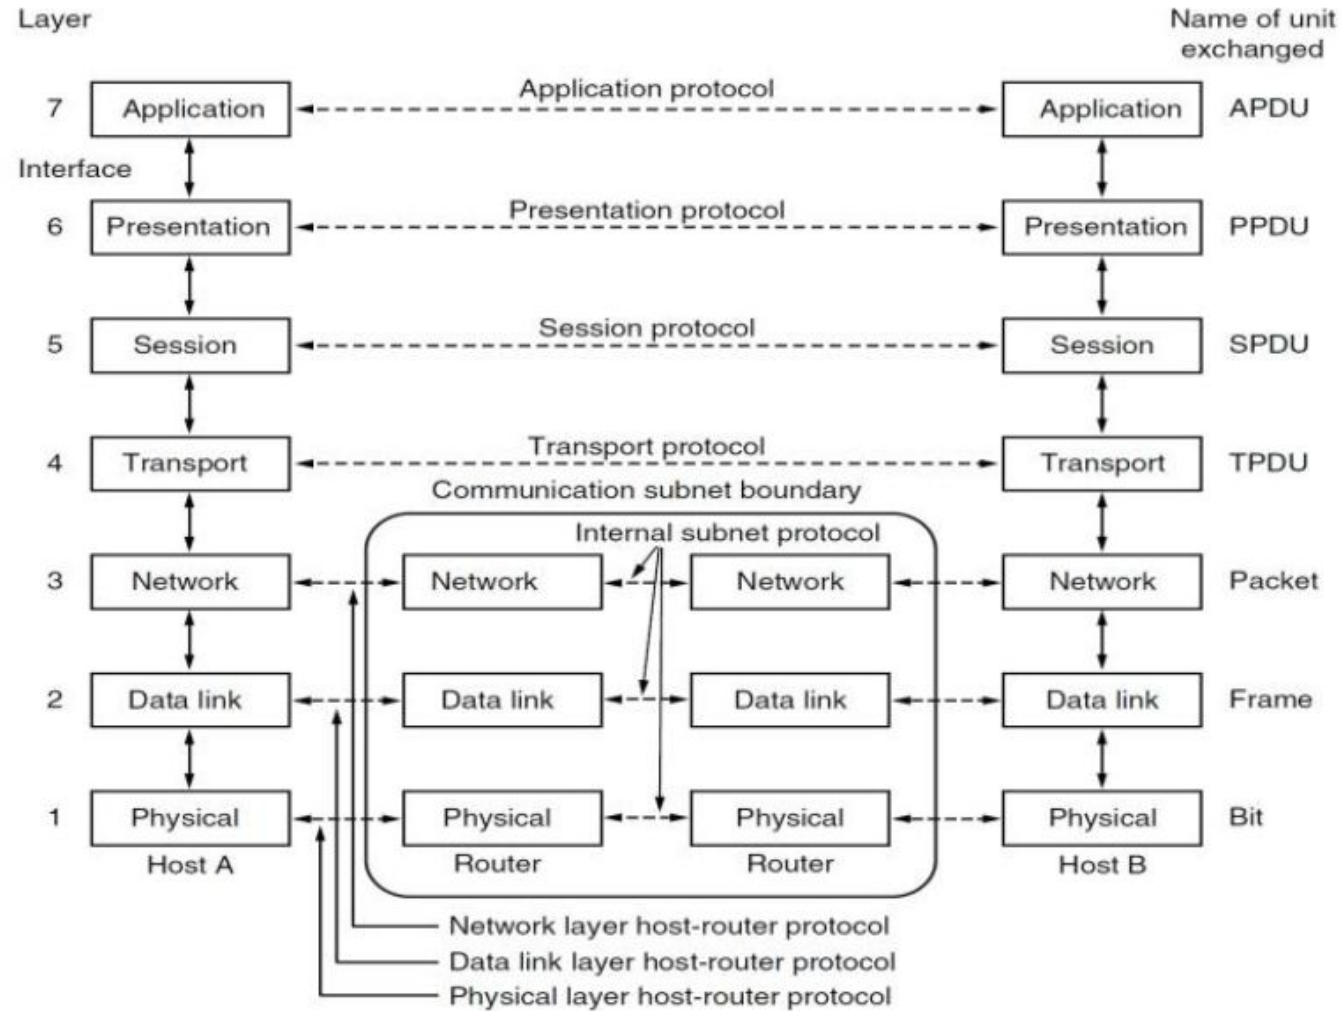 Layer
Name of unit
exchanged
7 Application Application protocol Application APDU
Interface
6 Presentation Presentation protocol Presentation PPDU
5 Session Session protocol Session SPDU
4 Transport Transport protocol Transport TPDU
Communication subnet boundary
Internal subnet protocol
3 Network Network Network Network Packet
2 Data link Data link Data link Data link Frame
1 Physical Physical Physical Physical Bit
Host A Router Router Host B
Network layer host-router protocol
Data link layer host-router protocol
Physical layer host-router protocol